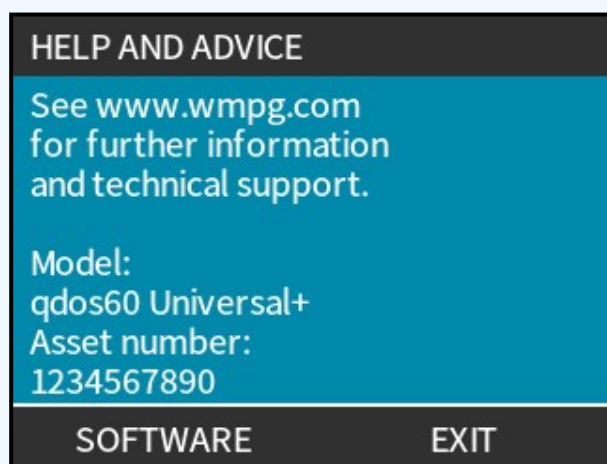 HELP AND ADVICE
See www.wmpg.com
for further information
and technical support.
Model:
qdos60 Universal+
Asset number:
1234567890
SOFTWARE EXIT